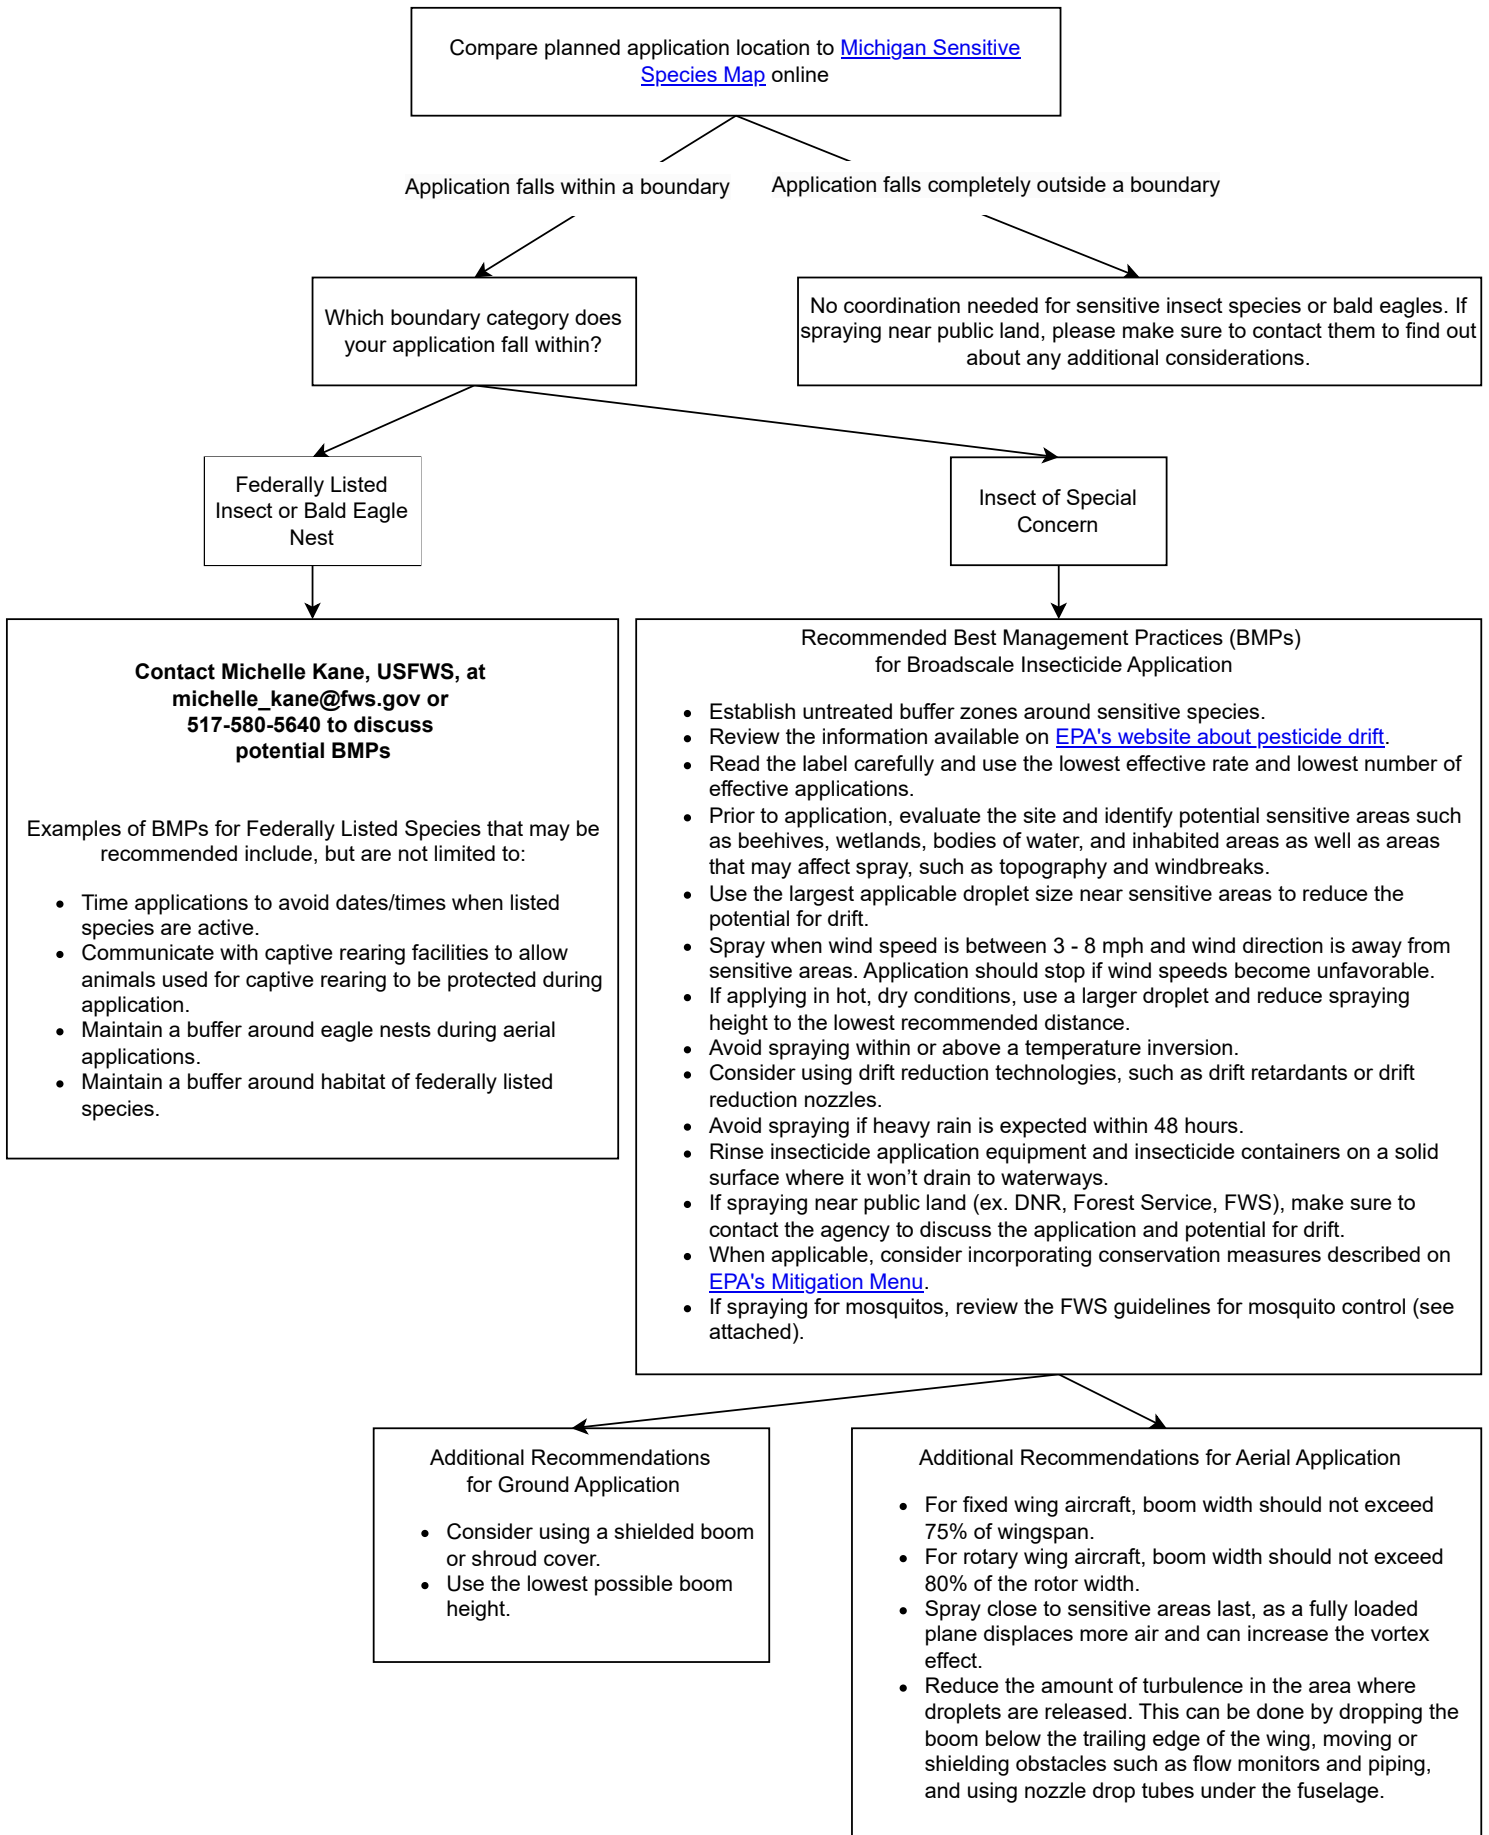 Compare planned application location to Michigan Sensitive
Species Map online
Application falls within a boundary
Application falls completely outside a boundary
Which boundary category does
your application fall within?
No coordination needed for sensitive insect species or bald eagles. If
spraying near public land, please make sure to contact them to find out
about any additional considerations.
Federally Listed
Insect or Bald Eagle
Nest
Insect of Special
Concern
Contact Michelle Kane, USFWS, at
michelle_kane@fws.gov or
517-580-5640 to discuss
potential BMPs
Examples of BMPs for Federally Listed Species that may be
recommended include, but are not limited to:
• Time applications to avoid dates/times when listed
species are active.
• Communicate with captive rearing facilities to allow
animals used for captive rearing to be protected during
application.
• Maintain a buffer around eagle nests during aerial
applications.
• Maintain a buffer around habitat of federally listed
species.
Recommended Best Management Practices (BMPs)
for Broadscale Insecticide Application
• Establish untreated buffer zones around sensitive species.
• Review the information available on EPA's website about pesticide drift.
• Read the label carefully and use the lowest effective rate and lowest number of
effective applications.
• Prior to application, evaluate the site and identify potential sensitive areas such
as beehives, wetlands, bodies of water, and inhabited areas as well as areas
that may affect spray, such as topography and windbreaks.
• Use the largest applicable droplet size near sensitive areas to reduce the
potential for drift.
• Spray when wind speed is between 3 - 8 mph and wind direction is away from
sensitive areas. Application should stop if wind speeds become unfavorable.
• If applying in hot, dry conditions, use a larger droplet and reduce spraying
height to the lowest recommended distance.
• Avoid spraying within or above a temperature inversion.
• Consider using drift reduction technologies, such as drift retardants or drift
reduction nozzles.
• Avoid spraying if heavy rain is expected within 48 hours.
• Rinse insecticide application equipment and insecticide containers on a solid
surface where it won’t drain to waterways.
• If spraying near public land (ex. DNR, Forest Service, FWS), make sure to
contact the agency to discuss the application and potential for drift.
• When applicable, consider incorporating conservation measures described on
EPA's Mitigation Menu.
• If spraying for mosquitos, review the FWS guidelines for mosquito control (see
attached).
Additional Recommendations
for Ground Application
• Consider using a shielded boom
or shroud cover.
• Use the lowest possible boom
height.
Additional Recommendations for Aerial Application
• For fixed wing aircraft, boom width should not exceed
75% of wingspan.
• For rotary wing aircraft, boom width should not exceed
80% of the rotor width.
• Spray close to sensitive areas last, as a fully loaded
plane displaces more air and can increase the vortex
effect.
• Reduce the amount of turbulence in the area where
droplets are released. This can be done by dropping the
boom below the trailing edge of the wing, moving or
shielding obstacles such as flow monitors and piping,
and using nozzle drop tubes under the fuselage.